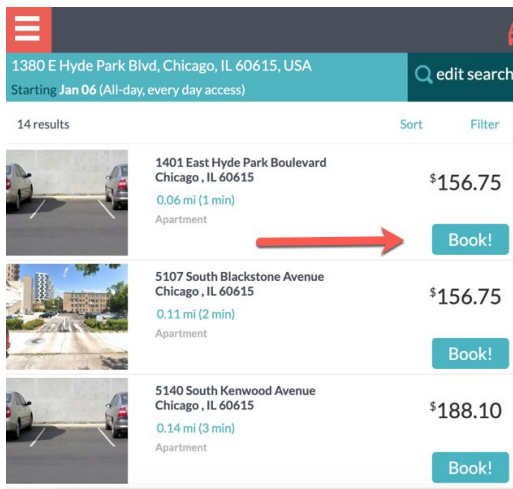 1380 E Hyde Park Blvd, Chicago, IL 60615, USA
Starting Jan 06 (All-day, every day access)
edit search
14 results
Sort
Filter
1401 East Hyde Park Boulevard
Chicago , IL 60615
0.06 mi (1 min)
Apartment
$156.75
Book!
5107 South Blackstone Avenue
Chicago , IL 60615
0.11 mi (2 min)
Apartment
$156.75
Book!
5140 South Kenwood Avenue
Chicago , IL 60615
0.14 mi (3 min)
Apartment
$188.10
Book!